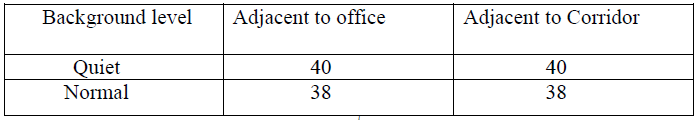 Background level Adjacent to office Adjacent to Corridor
Quiet 40 40
Normal 38 38